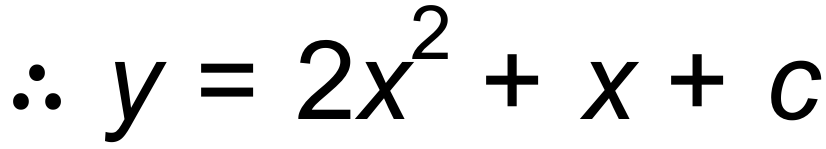 ∴ y = 2x² + x + c